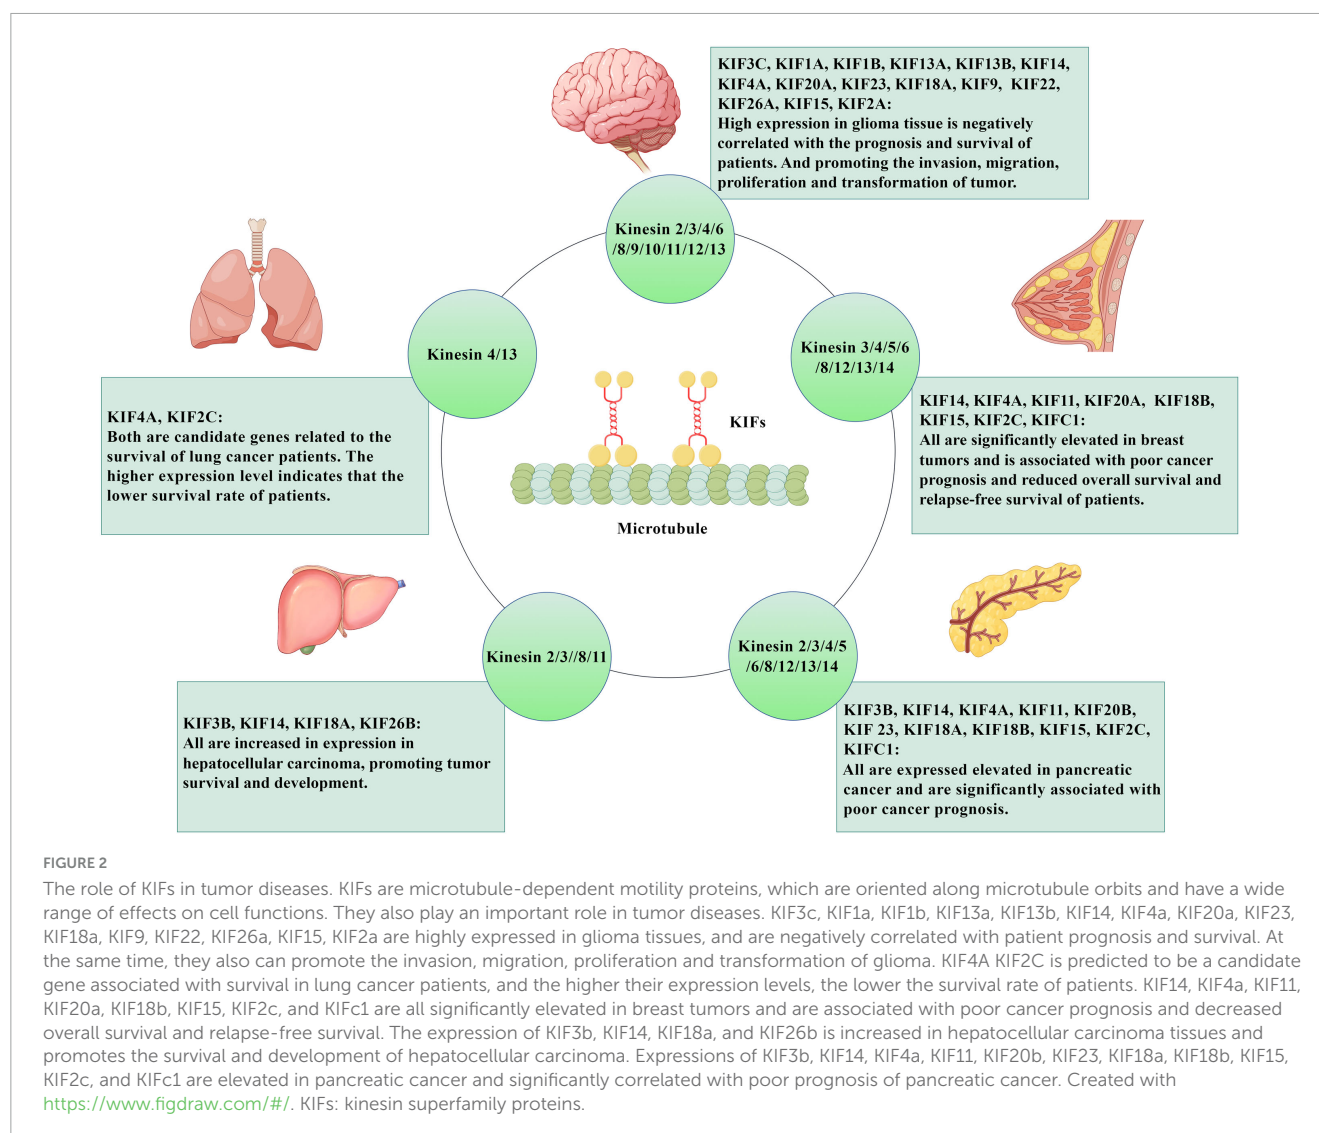 KIF3C, KIF1A, KIF1B, KIF13A, KIF13B, KIF14,
KIF4A, KIF20A, KIF23, KIF18A, KIF9, KIF22,
KIF26A, KIF15, KIF2A:
High expression in glioma tissue is negatively
correlated with the prognosis and survival of
patients. And promoting the invasion, migration,
proliferation and transformation of tumor.
Kinesin 2/3/4/6
/8/9/10/11/12/13
Kinesin 4/13
Kinesin 3/4/5/6
/8/12/13/14
KIF4A, KIF2C:
Both are candidate genes related to the
survival of lung cancer patients. The
higher expression level indicates that the
lower survival rate of patients.
KIFs
Microtubule
KIF14, KIF4A, KIF11, KIF20A, KIF18B,
KIF15, KIF2C, KIFC1:
All are significantly elevated in breast
tumors and is associated with poor cancer
prognosis and reduced overall survival and
relapse-free survival of patients.
Kinesin 2/3//8/11
Kinesin 2/3/4/5
/6/8/12/13/14
KIF3B, KIF14, KIF18A, KIF26B:
All are increased in expression in
hepatocellular carcinoma, promoting tumor
survival and development.
KIF3B, KIF14, KIF4A, KIF11, KIF20B,
KIF 23, KIF18A, KIF18B, KIF15, KIF2C,
KIFC1:
All are expressed elevated in pancreatic
cancer and are significantly associated with
poor cancer prognosis.
FIGURE 2
The role of KIFs in tumor diseases. KIFs are microtubule-dependent motility proteins, which are oriented along microtubule orbits and have a wide
range of effects on cell functions. They also play an important role in tumor diseases. KIF3c, KIF1a, KIF1b, KIF13a, KIF13b, KIF14, KIF4a, KIF20a, KIF23,
KIF18a, KIF9, KIF22, KIF26a, KIF15, KIF2a are highly expressed in glioma tissues, and are negatively correlated with patient prognosis and survival. At
the same time, they also can promote the invasion, migration, proliferation and transformation of glioma. KIF4A KIF2C is predicted to be a candidate
gene associated with survival in lung cancer patients, and the higher their expression levels, the lower the survival rate of patients. KIF14, KIF4a, KIF11,
KIF20a, KIF18b, KIF15, KIF2c, and KIFc1 are all significantly elevated in breast tumors and are associated with poor cancer prognosis and decreased
overall survival and relapse-free survival. The expression of KIF3b, KIF14, KIF18a, and KIF26b is increased in hepatocellular carcinoma tissues and
promotes the survival and development of hepatocellular carcinoma. Expressions of KIF3b, KIF14, KIF4a, KIF11, KIF20b, KIF23, KIF18a, KIF18b, KIF15,
KIF2c, and KIFc1 are elevated in pancreatic cancer and significantly correlated with poor prognosis of pancreatic cancer. Created with
https://www.figdraw.com/#/. KIFs: kinesin superfamily proteins.